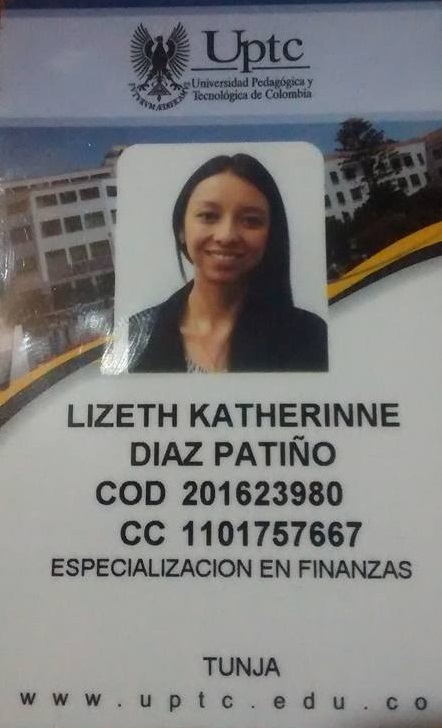 Uptc
Universidad Pedagógica y
Tecnológica de Colombia
LIZETH KATHERINNE
DIAZ PATIÑO
COD 201623980
CC 1101757667
ESPECIALIZACION EN FINANZAS
TUNJA
www.uptc.edu.co